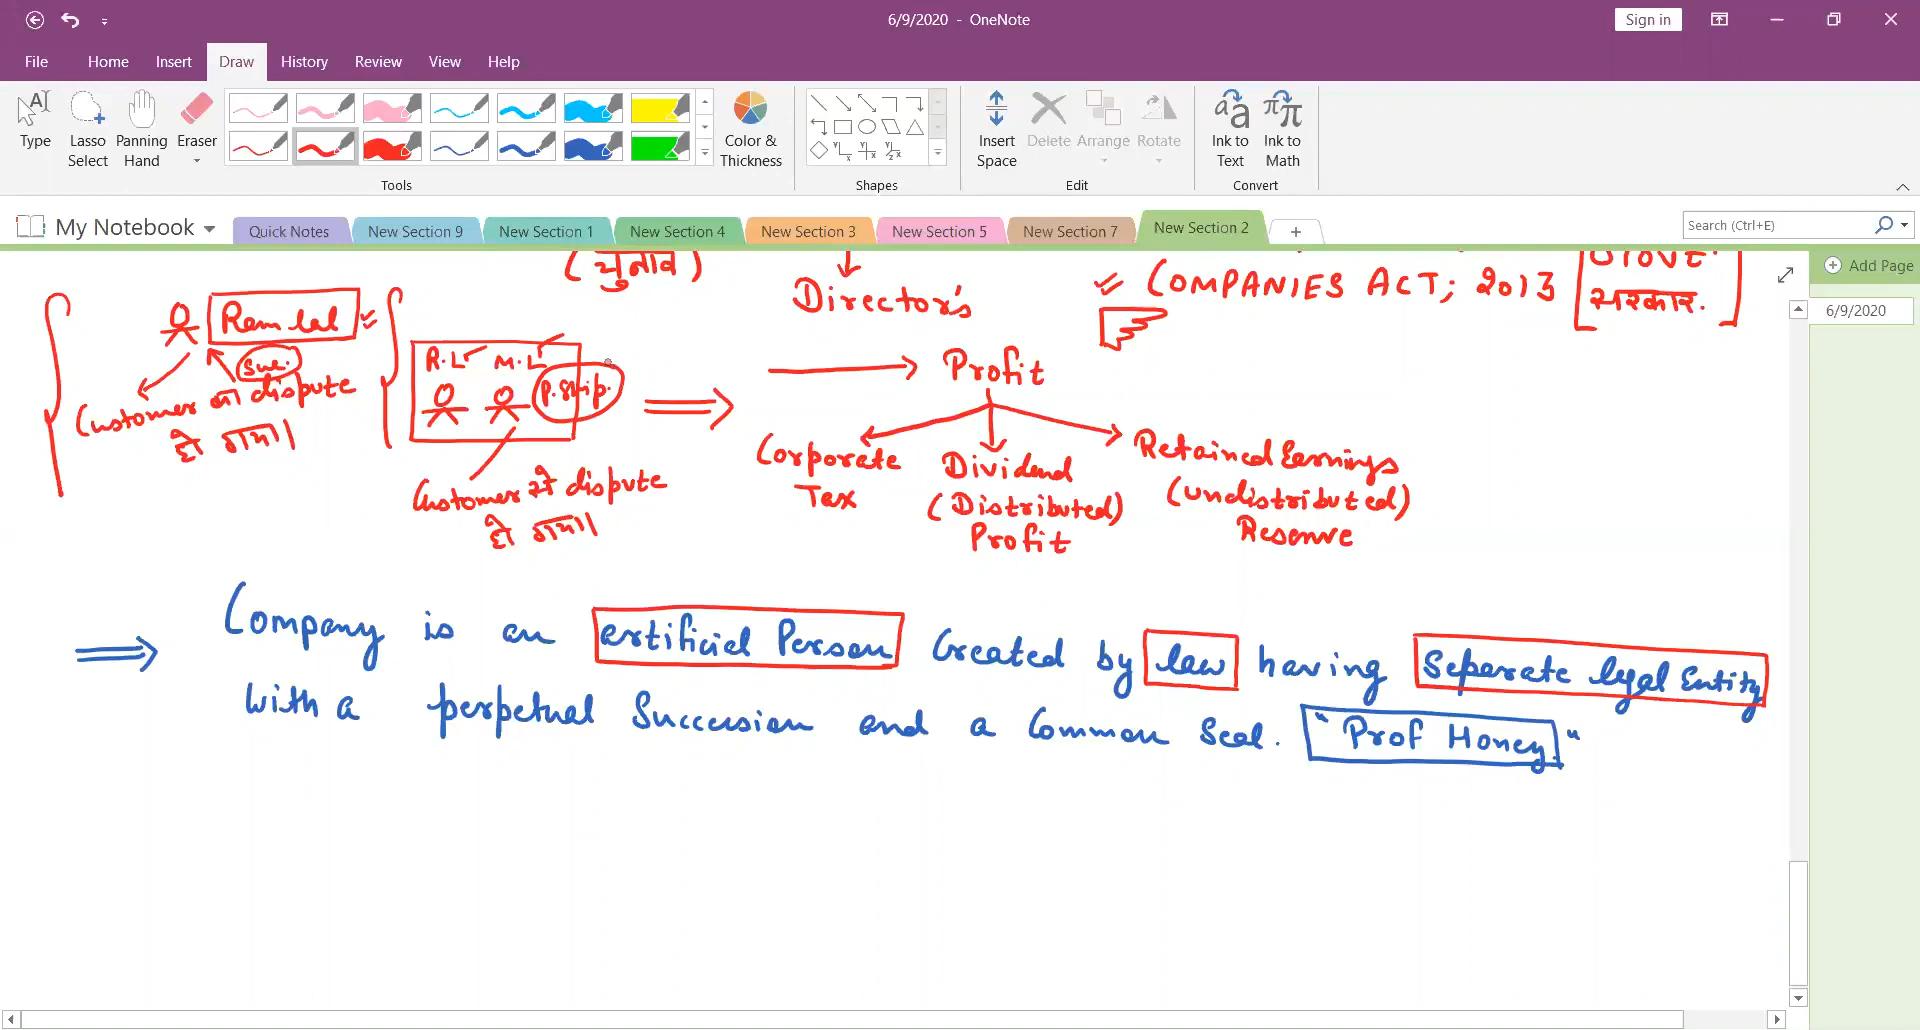 6/9/2020 - OneNote
Sign in
File Home Insert Draw History Review View Help
Type
Lasso Select
Panning Hand
Eraser
Color & Thickness
Insert Space
Delete
Arrange
Rotate
Ink to Text
Ink to Math
Tools
Shapes
Edit
Convert
My Notebook
Quick Notes
New Section 9
New Section 1
New Section 4
New Section 3
New Section 5
New Section 7
New Section 2
Search (Ctrl+E)
Add Page
6/9/2020
(चुनाव)
Director's
COMPANIES ACT; 2013
Govt.
सरकार.
Ram lal
Sue.
Customer का dispute
हो गया।
R.L M.L
P.Ship.
Customer से dispute
हो गया।
Profit
Corporate
Tax
Dividend
(Distributed)
Profit
Retained Earnings
(undistributed)
Reserve
Company is an artificial Person Created by law having Separate legal Entity
With a perpetual Succession and a Common Seal. "Prof Honey."